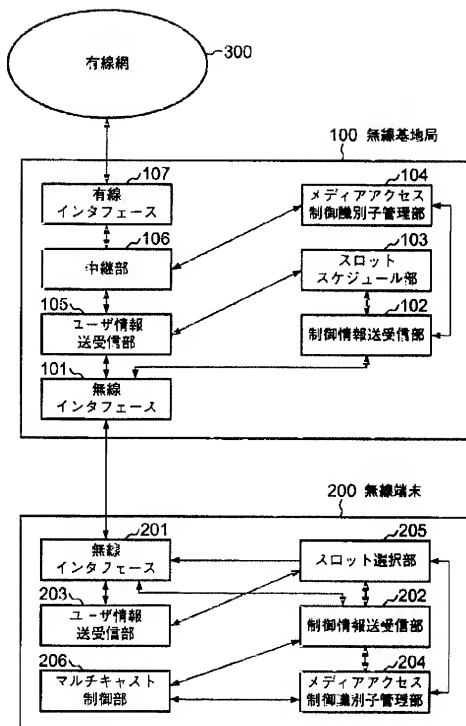 有線網
300
100 無線基地局
107
有線
インタフェース
104
メディアアクセス
制御識別子管理部
106
中継部
103
スロット
スケジュール部
105
ユーザ情報
送受信部
102
制御情報送受信部
101
無線
インタフェース
200 無線端末
201
無線
インタフェース
205
スロット選択部
203
ユーザ情報
送受信部
202
制御情報送受信部
206
マルチキャスト
制御部
204
メディアアクセス
制御識別子管理部